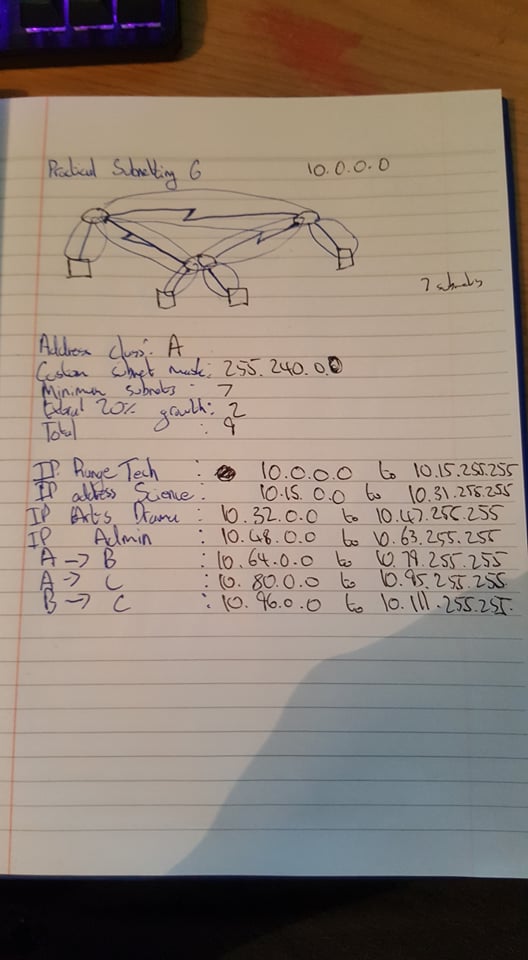 Practical Subnetting 6 10.0.0.0
7 subnets
Address class: A
Custom subnet mask: 255.240.0.0
Minimum subnets : 7
Extra 20% growth: 2
Total : 9
IP Range Tech : 10.0.0.0 to 10.15.255.255
IP address Science : 10.15.0.0 to 10.31.255.255
IP Arts Drama : 10.32.0.0 to 10.47.255.255
IP Admin : 10.48.0.0 to 10.63.255.255
A → B : 10.64.0.0 to 10.79.255.255
A → C : 10.80.0.0 to 10.95.255.255
B → C : 10.96.0.0 to 10.111.255.255.